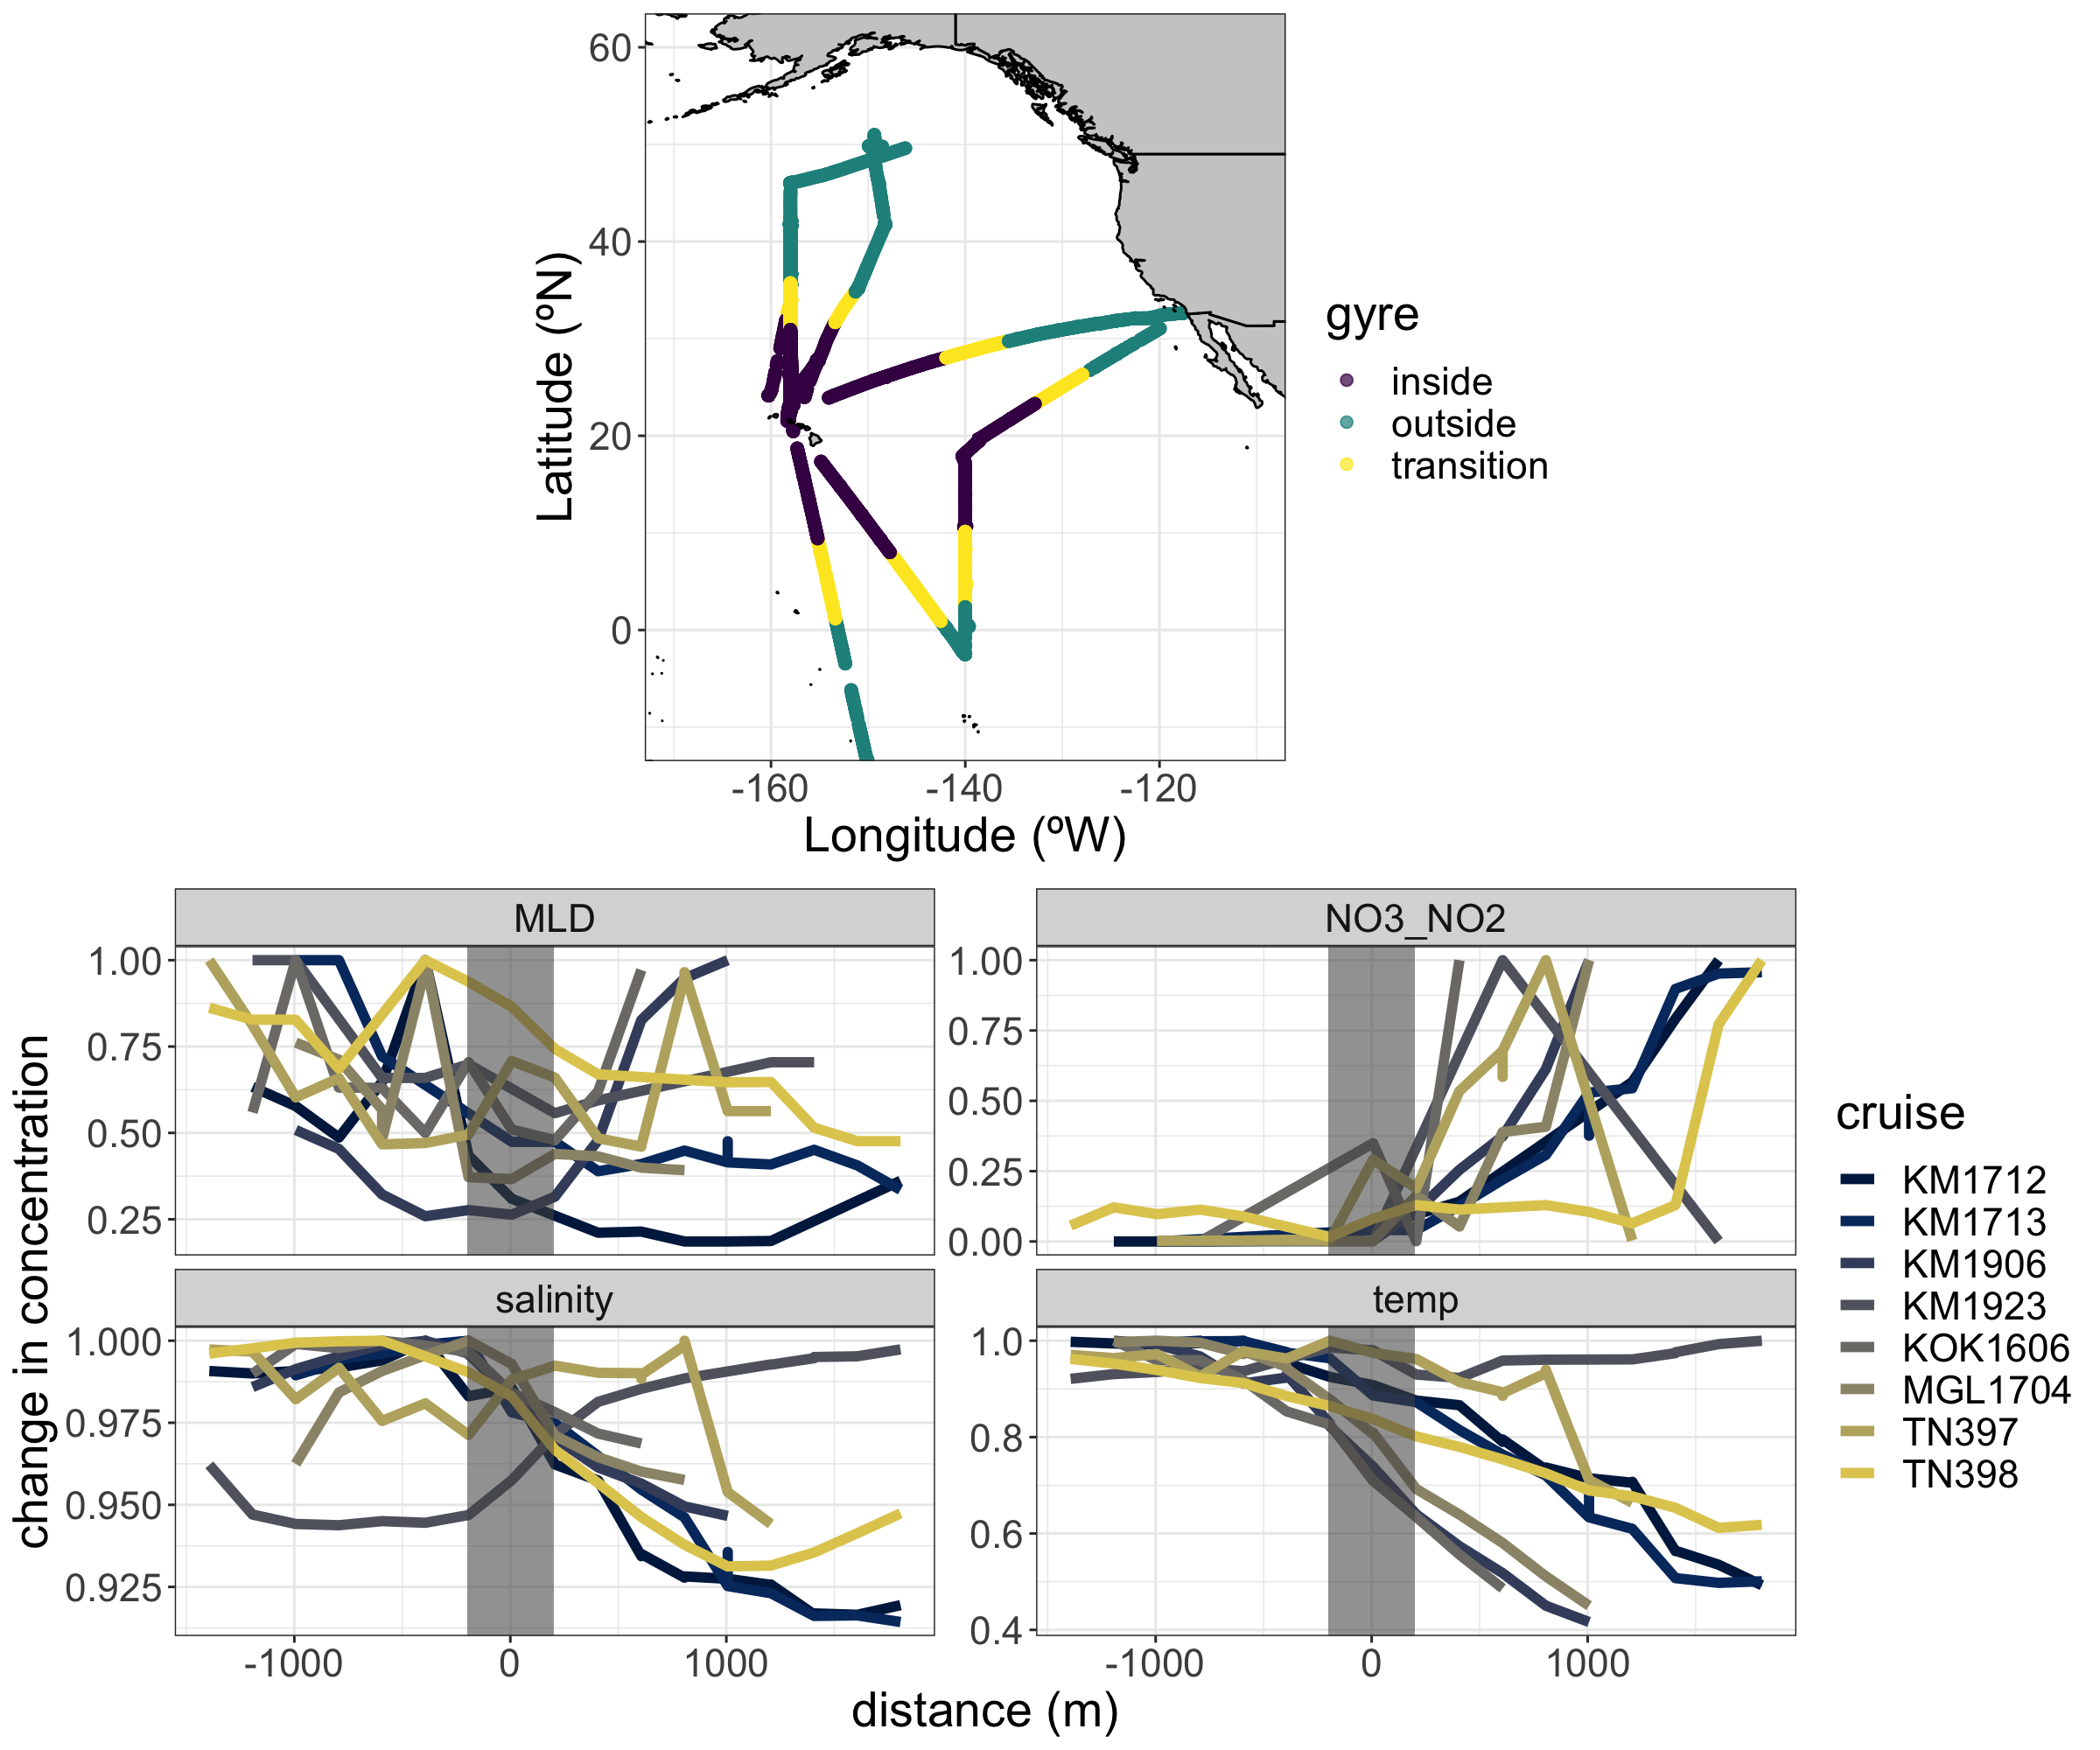 60
40
20
0
Latitude (ºN)
-160
-140
-120
Longitude (ºW)
gyre
inside
outside
transition
MLD
NO3_NO2
1.00
0.75
0.50
0.25
1.00
0.75
0.50
0.25
0.00
salinity
temp
1.000
0.975
0.950
0.925
1.0
0.8
0.6
0.4
-1000
0
1000
-1000
0
1000
change in concentration
distance (m)
cruise
KM1712
KM1713
KM1906
KM1923
KOK1606
MGL1704
TN397
TN398